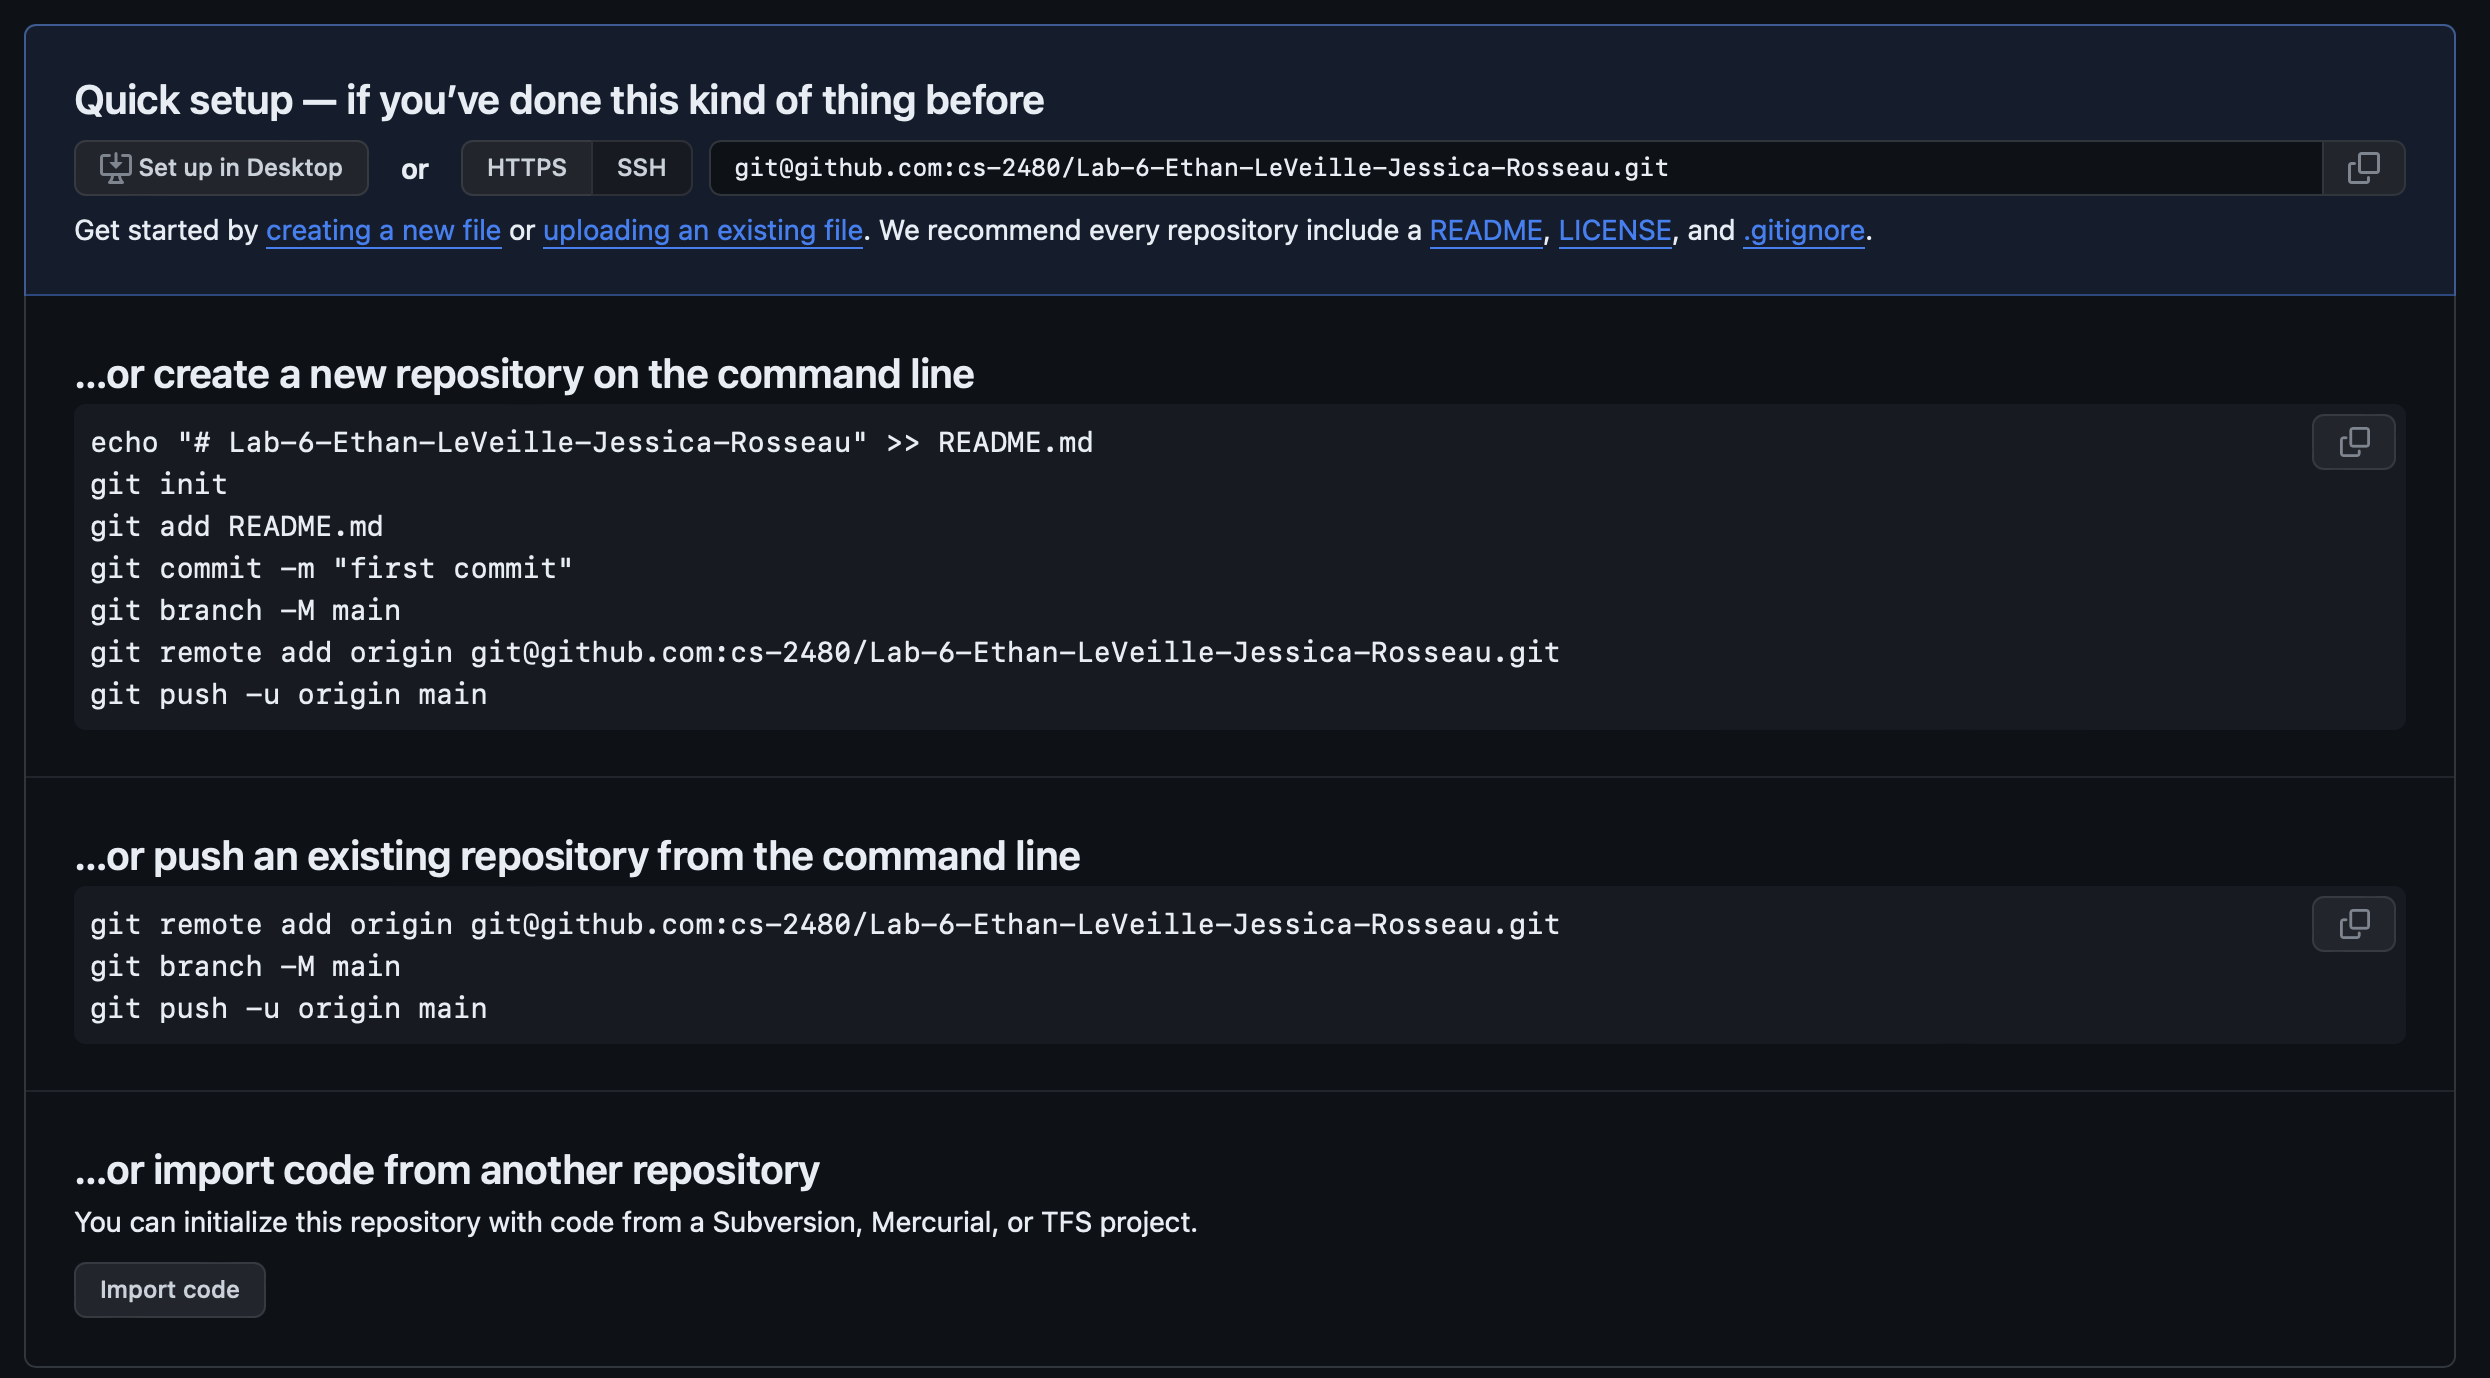 Quick setup — if you’ve done this kind of thing before
Set up in Desktop or HTTPS SSH git@github.com:cs-2480/Lab-6-Ethan-LeVeille-Jessica-Rosseau.git
Get started by creating a new file or uploading an existing file. We recommend every repository include a README, LICENSE, and .gitignore.
…or create a new repository on the command line
echo "# Lab-6-Ethan-LeVeille-Jessica-Rosseau" >> README.md
git init
git add README.md
git commit -m "first commit"
git branch -M main
git remote add origin git@github.com:cs-2480/Lab-6-Ethan-LeVeille-Jessica-Rosseau.git
git push -u origin main
…or push an existing repository from the command line
git remote add origin git@github.com:cs-2480/Lab-6-Ethan-LeVeille-Jessica-Rosseau.git
git branch -M main
git push -u origin main
…or import code from another repository
You can initialize this repository with code from a Subversion, Mercurial, or TFS project.
Import code